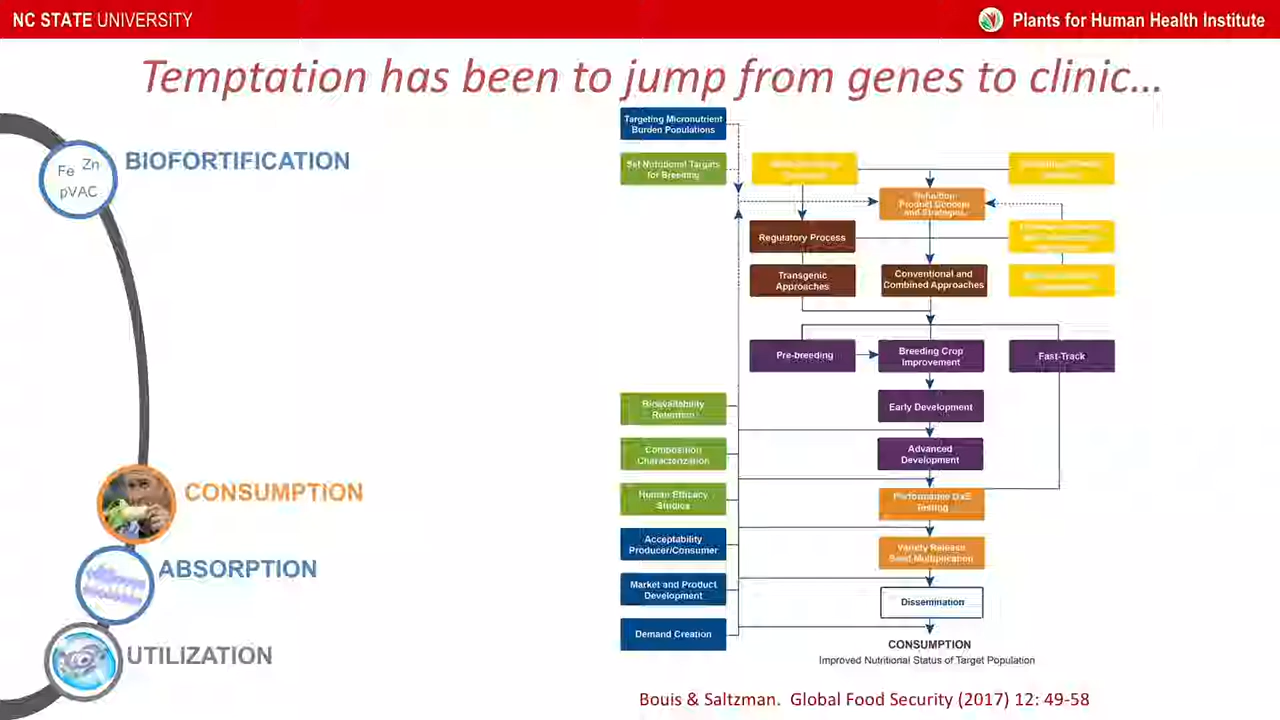 NC STATE UNIVERSITY
Plants for Human Health Institute
Temptation has been to jump from genes to clinic...
Fe Zn
pVAC
BIOFORTIFICATION
CONSUMPTION
ABSORPTION
UTILIZATION
Targeting Micronutrient
Burden Populations
Set Nutritional Targets
for Breeding
Product Concept
and Strategies
Regulatory Process
Transgenic
Approaches
Conventional and
Combined Approaches
Pre-breeding
Breeding Crop
Improvement
Fast-Track
Bioavailability
Retention
Early Development
Composition
Characterization
Advanced
Development
Human Efficacy
Studies
Performance GxE
Testing
Acceptability
Producer/Consumer
Variety Release
Seed Multiplication
Market and Product
Development
Dissemination
Demand Creation
CONSUMPTION
Improved Nutritional Status of Target Population
Bouis & Saltzman. Global Food Security (2017) 12: 49-58